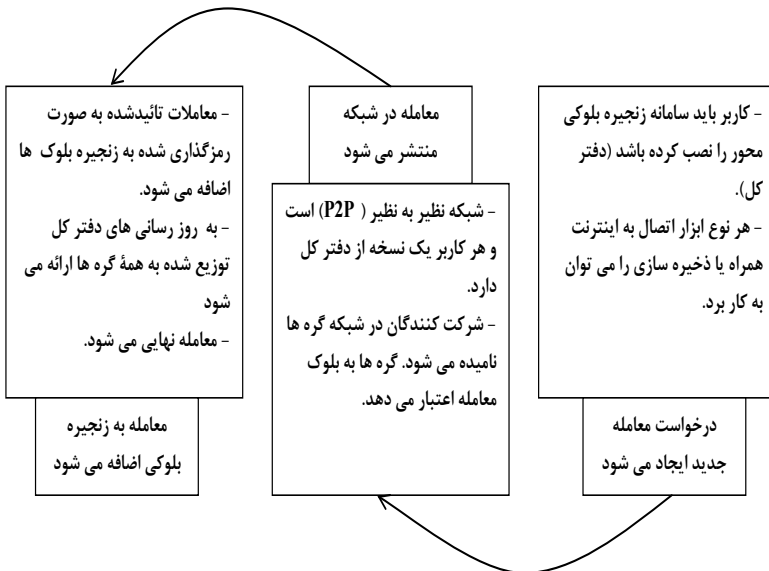 - کاربر باید سامانه زنجیره بلوکی
محور را نصب کرده باشد (دفتر
کل).
- هر نوع ابزار اتصال به اینترنت
همراه یا ذخیره سازی را می توان
به کار برد.
درخواست معامله
جدید ایجاد می شود
معامله در شبکه
منتشر می شود
- شبکه نظیر به نظیر ( P2P) است
و هر کاربر یک نسخه از دفتر کل
دارد.
- شرکت کنندگان در شبکه گره ها
نامیده می شود. گره ها به بلوک
معامله اعتبار می دهد.
- معاملات تائیدشده به صورت
رمزگذاری شده به زنجیره بلوک ها
اضافه می شود.
- به روز رسانی های دفتر کل
توزیع شده به همۀ گره ها ارائه می
شود
- معامله نهایی می شود.
معامله به زنجیره
بلوکی اضافه می شود